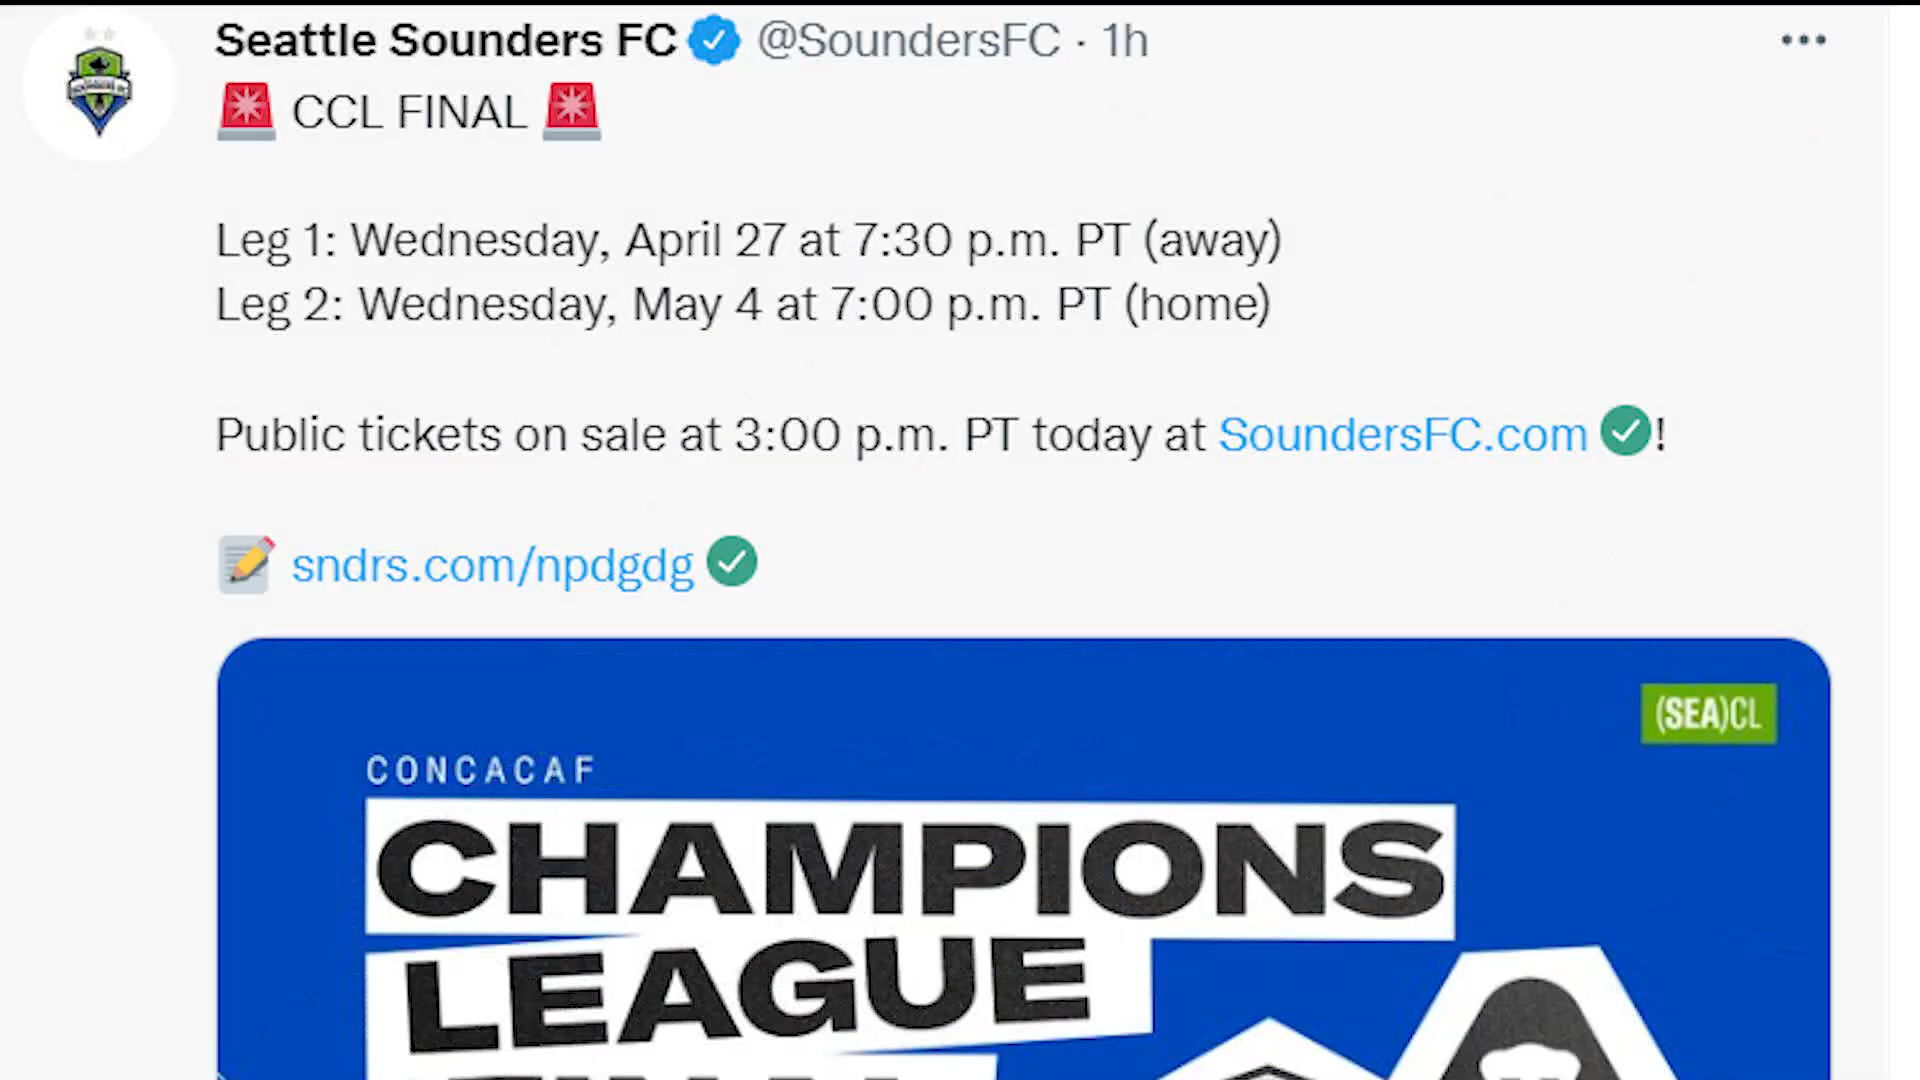 Seattle Sounders FC @SoundersFC · 1h
CCL FINAL
Leg 1: Wednesday, April 27 at 7:30 p.m. PT (away)
Leg 2: Wednesday, May 4 at 7:00 p.m. PT (home)
Public tickets on sale at 3:00 p.m. PT today at SoundersFC.com !
sndrs.com/npdgdg
(SEA)CL
CONCACAF
CHAMPIONS
LEAGUE